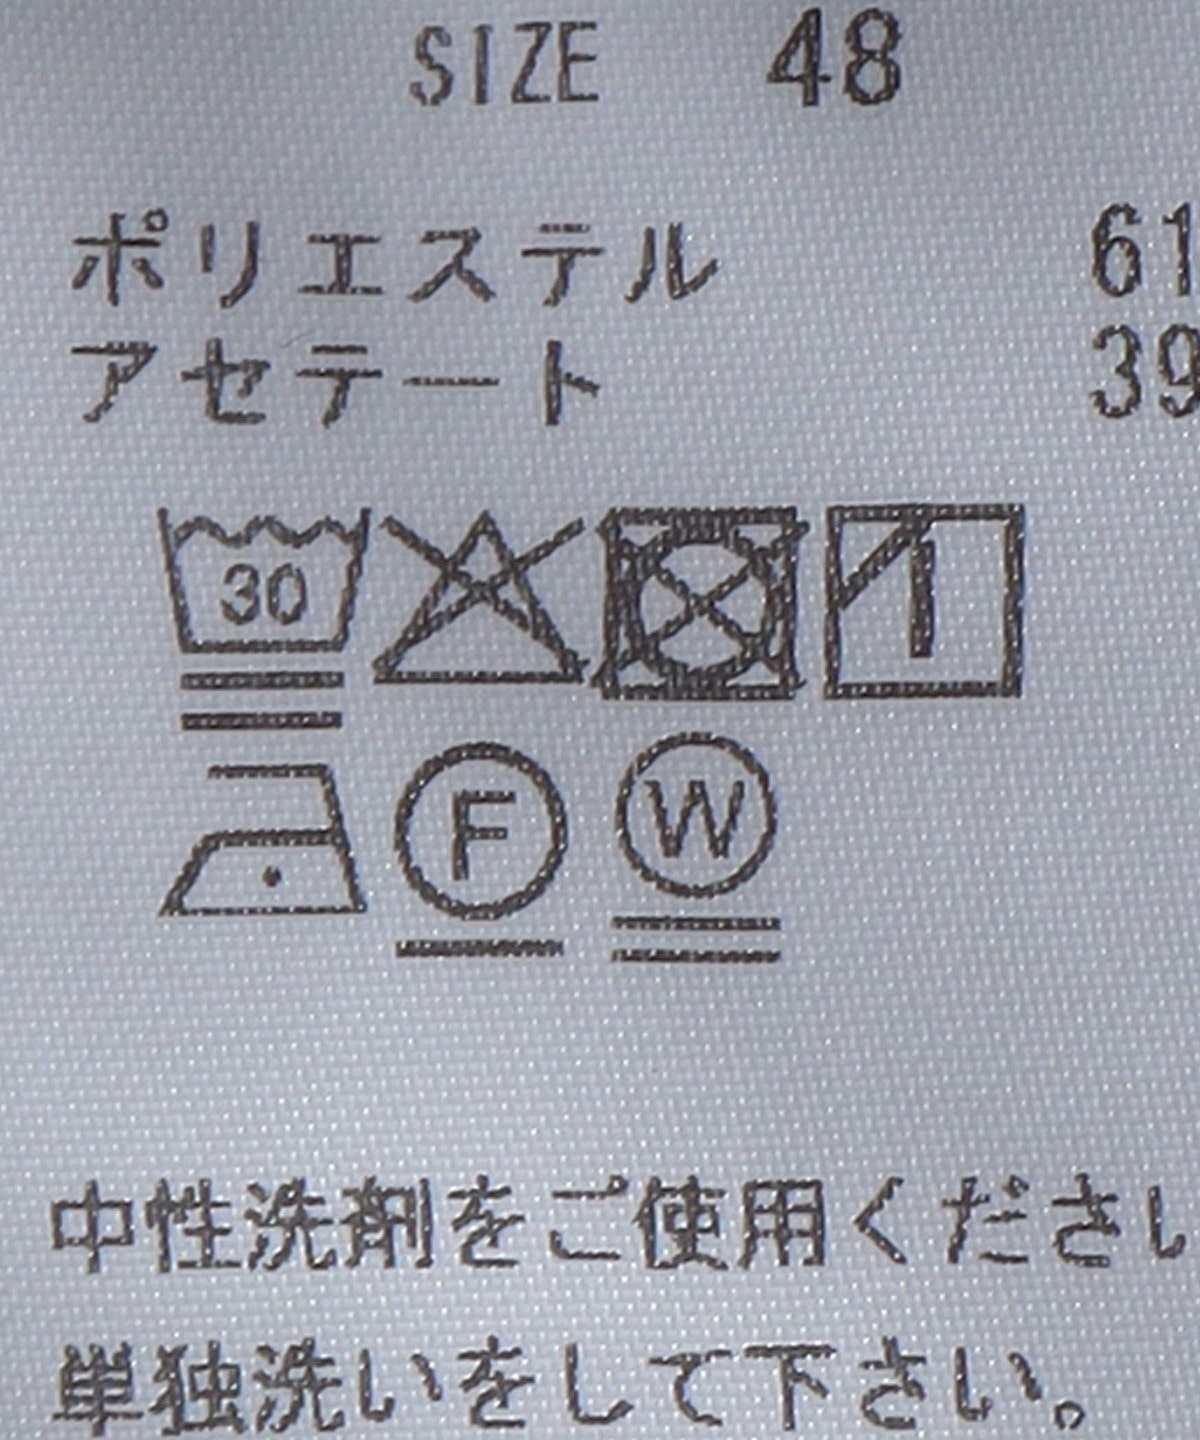 SIZE 48
ポリエステル 61
アセテート 39
30
F W
中性洗剤をご使用くださ
単独洗いをして下さい。